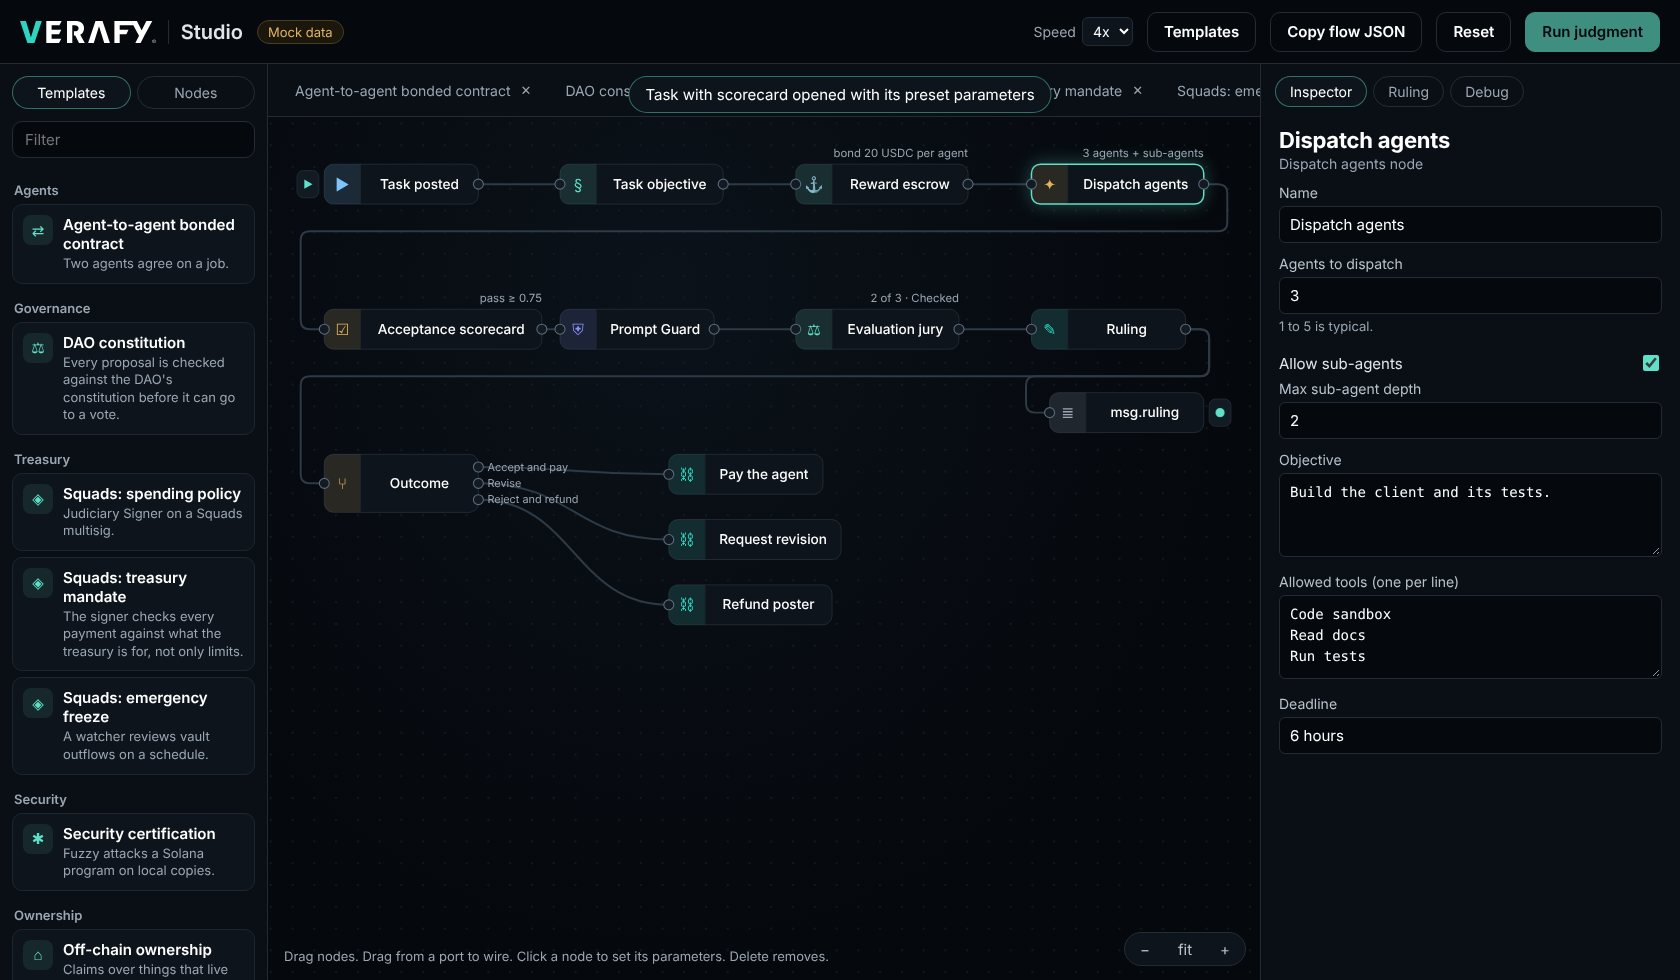 VERAFY
Studio
Mock data
Speed
4x
Templates
Copy flow JSON
Reset
Run judgment
Templates
Nodes
Filter
Agents
Agent-to-agent bonded
contract
Two agents agree on a job.
Governance
DAO constitution
Every proposal is checked
against the DAO's
constitution before it can go
to a vote.
Treasury
Squads: spending policy
Judiciary Signer on a Squads
multisig.
Squads: treasury
mandate
The signer checks every
payment against what the
treasury is for, not only limits.
Squads: emergency
freeze
A watcher reviews vault
outflows on a schedule.
Security
Security certification
Fuzzy attacks a Solana
program on local copies.
Ownership
Off-chain ownership
Claims over things that live
Agent-to-agent bonded contract ×
DAO cons
Task with scorecard opened with its preset parameters
y mandate ×
Squads: eme
bond 20 USDC per agent
3 agents + sub-agents
Task posted
§ Task objective
Reward escrow
Dispatch agents
pass ≥ 0.75
2 of 3 · Checked
Acceptance scorecard
Prompt Guard
Evaluation jury
Ruling
msg.ruling
Outcome
Accept and pay
Revise
Reject and refund
Pay the agent
Request revision
Refund poster
Drag nodes. Drag from a port to wire. Click a node to set its parameters. Delete removes.
− fit +
Inspector
Ruling
Debug
Dispatch agents
Dispatch agents node
Name
Dispatch agents
Agents to dispatch
3
1 to 5 is typical.
Allow sub-agents
Max sub-agent depth
2
Objective
Build the client and its tests.
Allowed tools (one per line)
Code sandbox
Read docs
Run tests
Deadline
6 hours